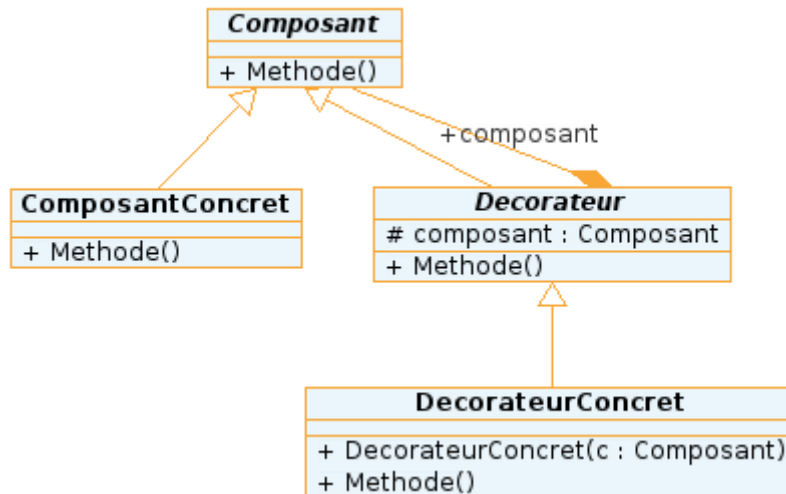 Composant
+ Methode()
+composant
ComposantConcret
+ Methode()
Decorateur
# composant : Composant
+ Methode()
DecorateurConcret
+ DecorateurConcret(c : Composant)
+ Methode()